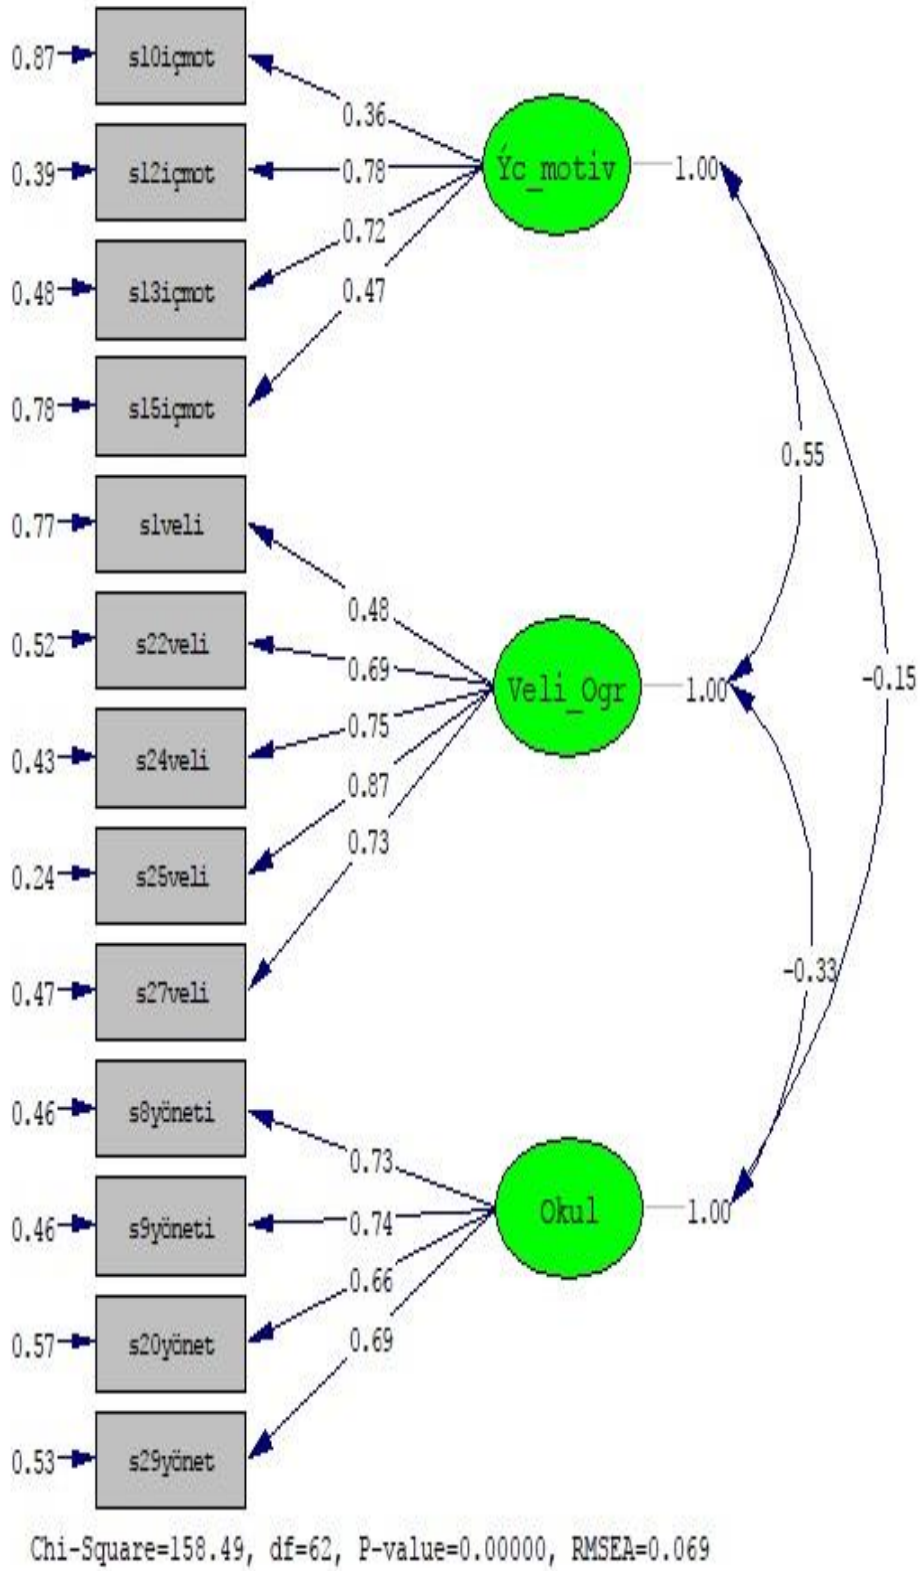 0.87 s10içmot
0.36
0.39 s12içmot 0.78 Ýc_motiv 1.00
0.72
0.48 s13içmot 0.47
0.78 s15içmot
0.55
0.77 s1veli
0.48
0.52 s22veli 0.69
Veli_Ogr 1.00 -0.15
0.75
0.43 s24veli 0.87
0.73
0.24 s25veli
-0.33
0.47 s27veli
0.46 s8yöneti
0.73
0.46 s9yöneti 0.74 Okul 1.00
0.66
0.57 s20yönet 0.69
0.53 s29yönet
Chi-Square=158.49, df=62, P-value=0.00000, RMSEA=0.069